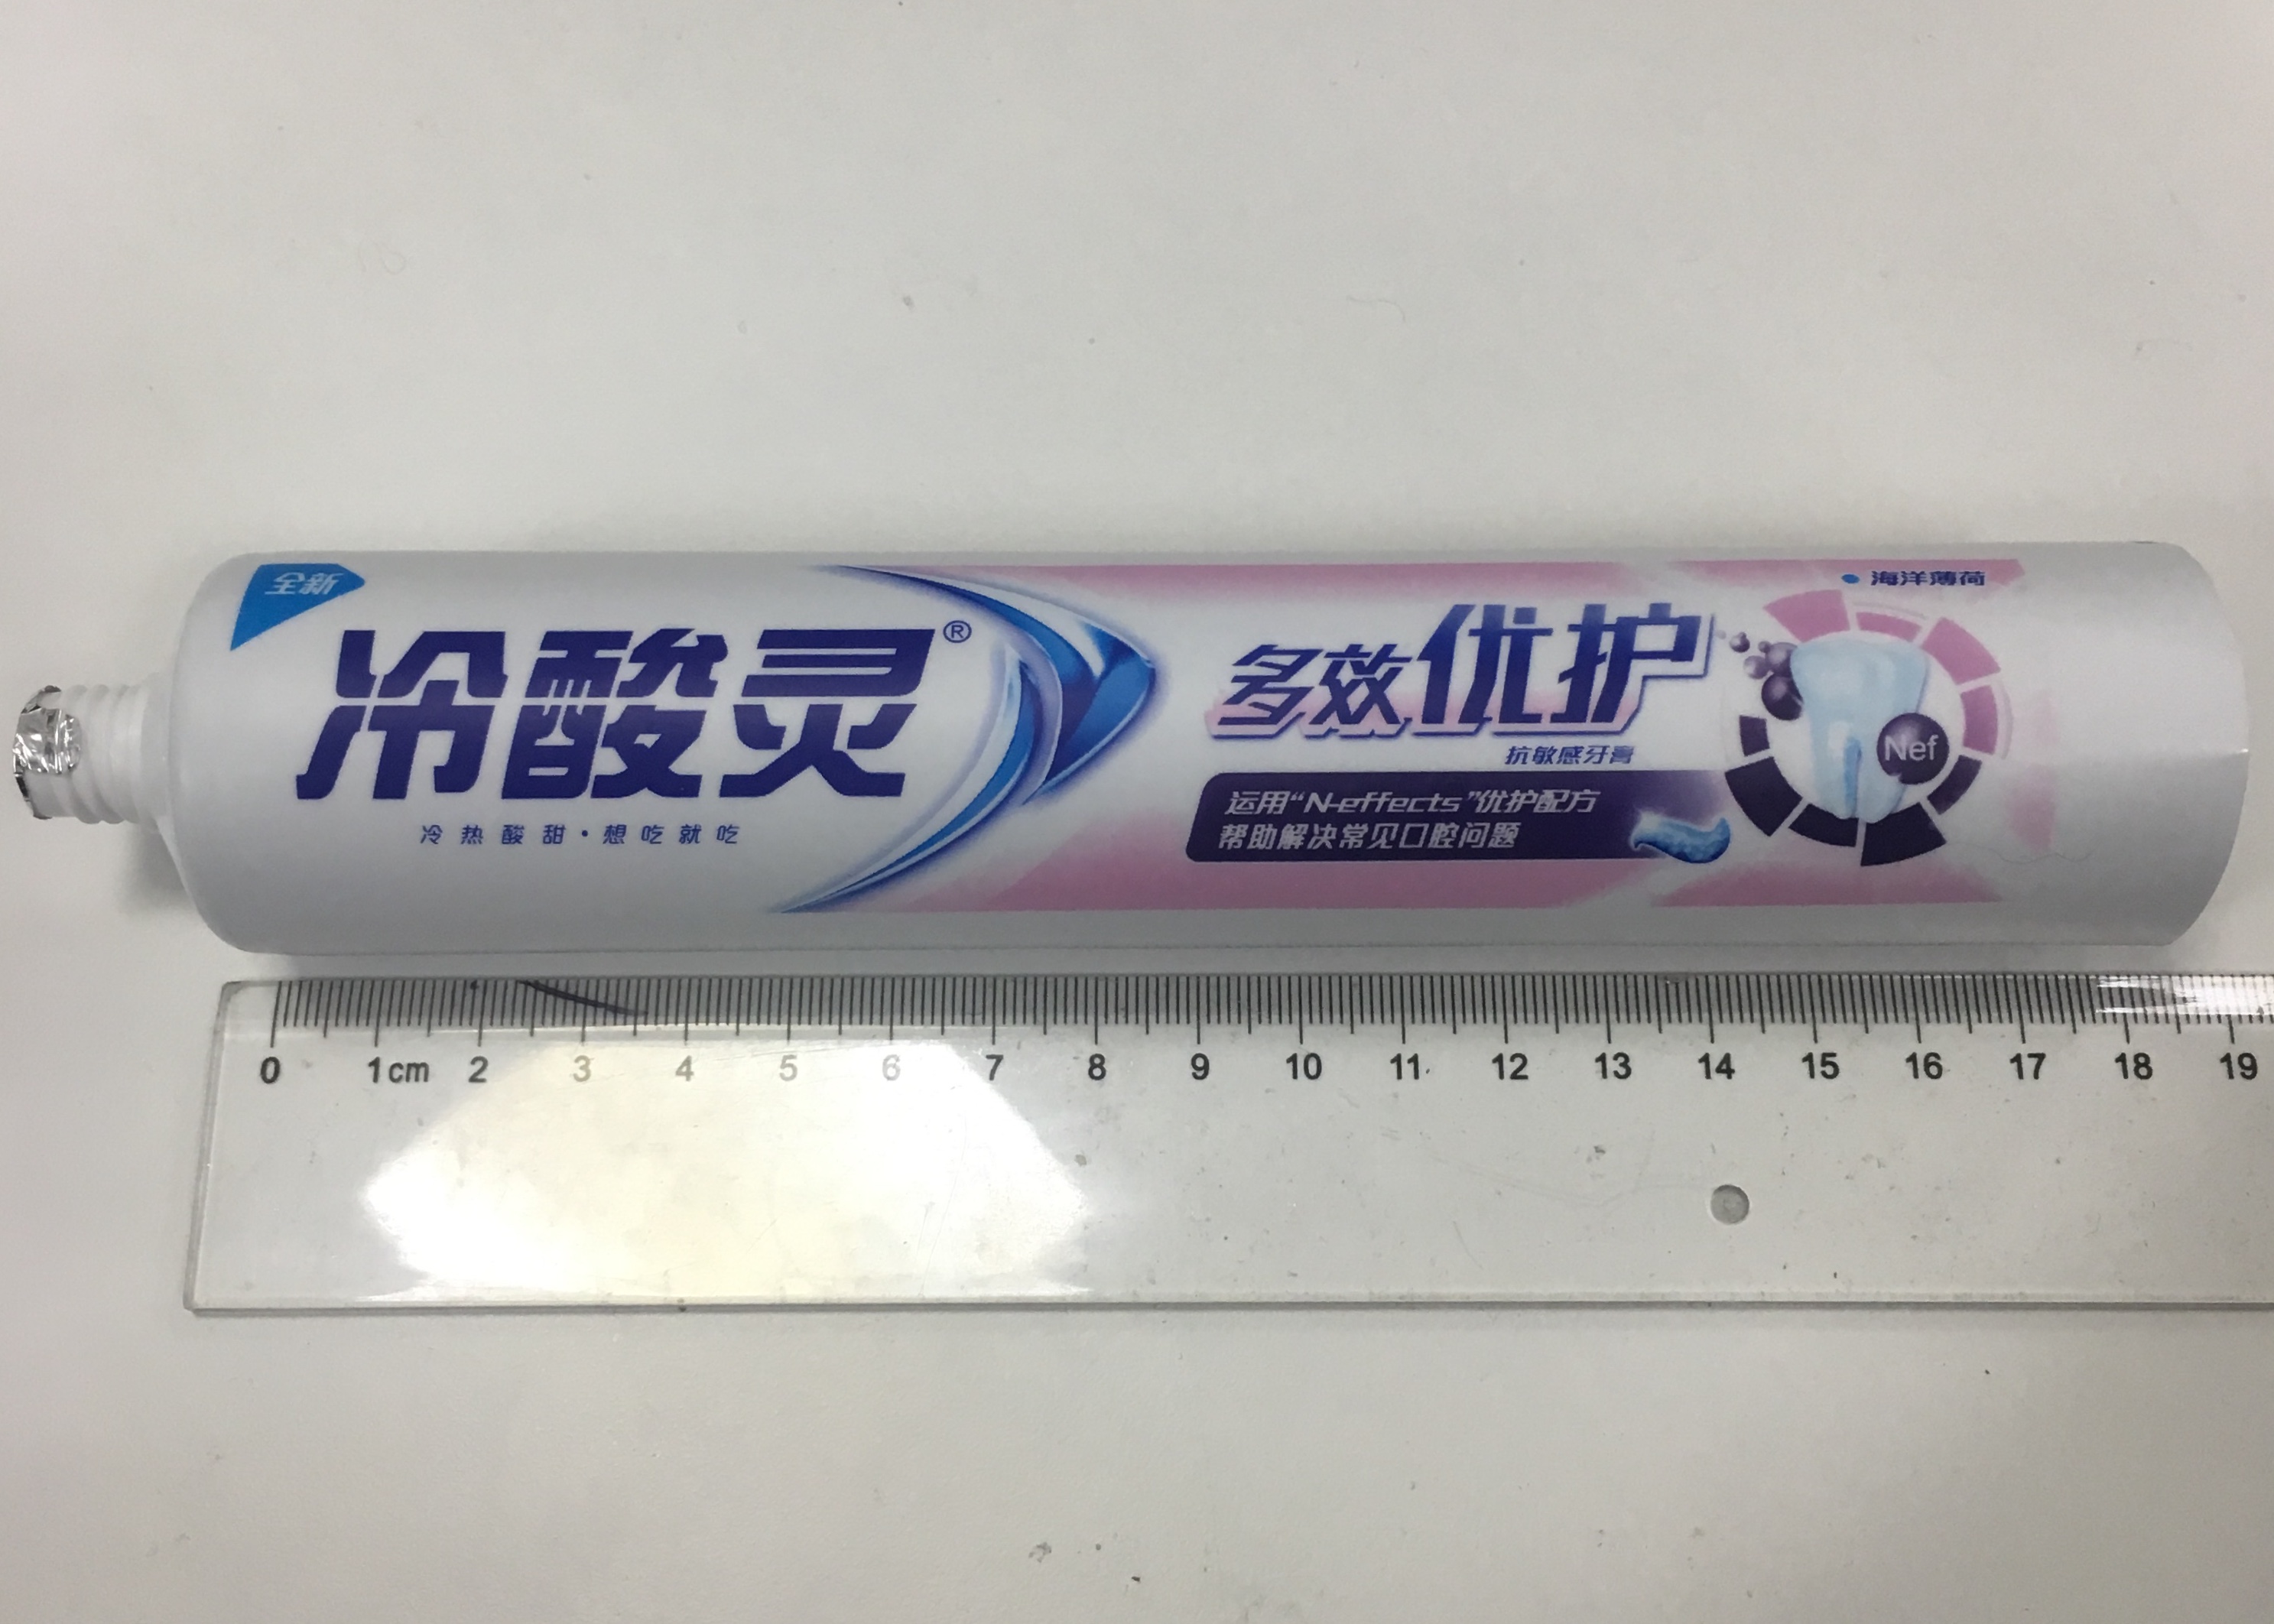 全新
冷酸灵®
冷热酸甜·想吃就吃
海洋薄荷
多效优护
抗敏感牙膏
运用“N-effects”优护配方
帮助解决常见口腔问题
Nef
0 1cm 2 3 4 5 6 7 8 9 10 11 12 13 14 15 16 17 18 19